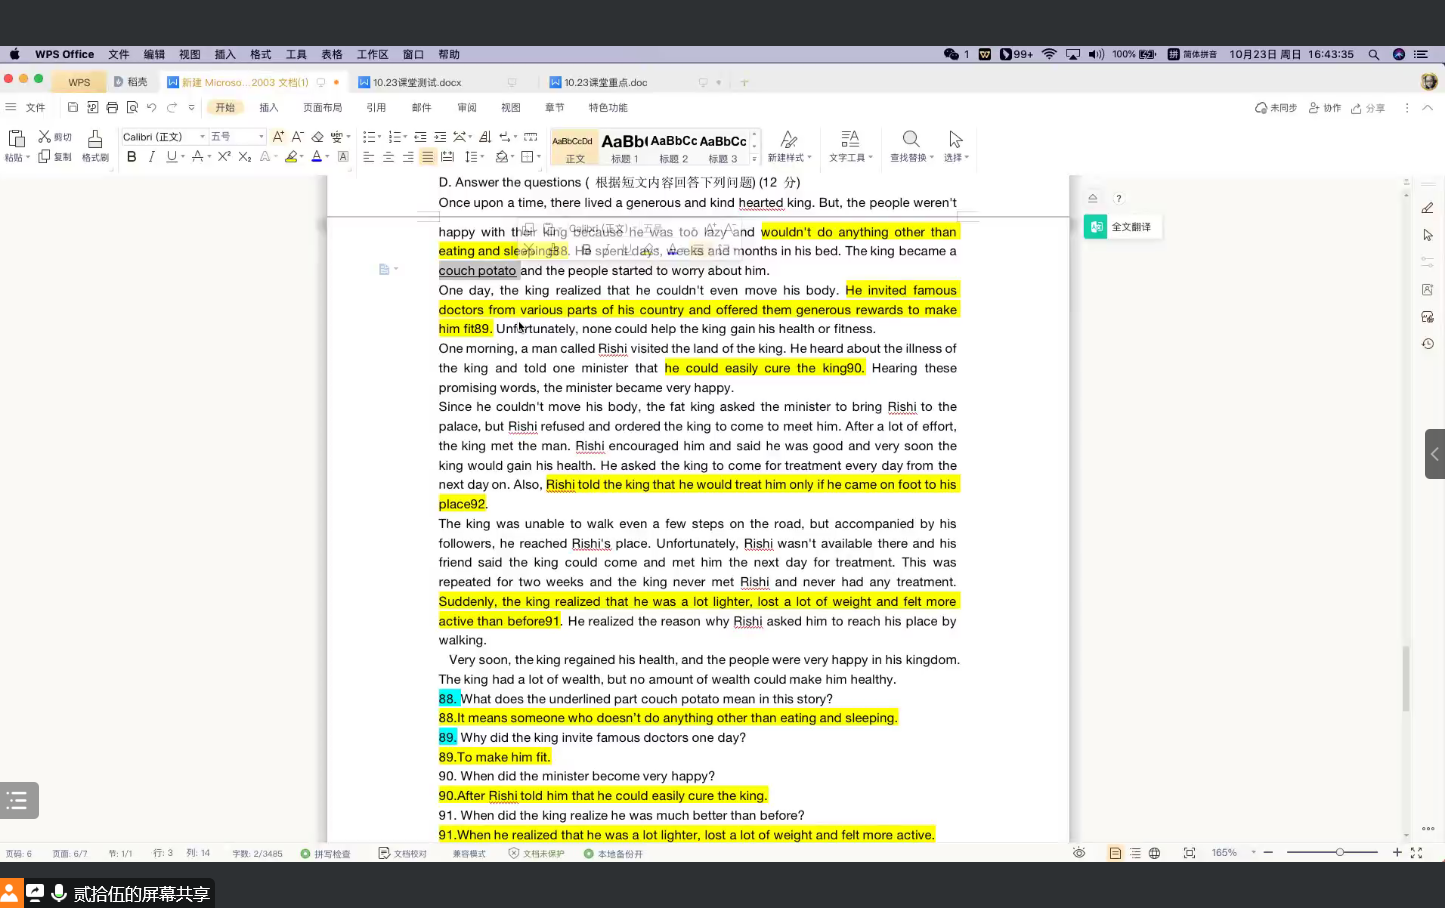 WPS Office 文件 编辑 视图 插入 格式 工具 表格 工作区 窗口 帮助 1 99+ 100% 简体拼音 10月23日 周日 16:43:35
WPS 稻壳 新建 Microso... 2003 文档(1) 10.23课堂测试.docx 10.23课堂重点.doc
文件 开始 插入 页面布局 引用 邮件 审阅 视图 章节 特色功能 未同步 协作 分享
粘贴 剪切 复制 格式刷 Calibri (正文) 五号 AaBbCcDd 正文 AaBb( 标题 1 AaBbCc 标题 2 AaBbCc 标题 3 新建样式 文字工具 查找替换 选择
D. Answer the questions ( 根据短文内容回答下列问题) (12 分)
Once upon a time, there lived a generous and kind hearted king. But, the people weren't
happy with their king because he was too lazy and wouldn't do anything other than
eating and sleeping88. He spent days, weeks and months in his bed. The king became a
couch potato and the people started to worry about him.
One day, the king realized that he couldn't even move his body. He invited famous
doctors from various parts of his country and offered them generous rewards to make
him fit89. Unfortunately, none could help the king gain his health or fitness.
One morning, a man called Rishi visited the land of the king. He heard about the illness of
the king and told one minister that he could easily cure the king90. Hearing these
promising words, the minister became very happy.
Since he couldn't move his body, the fat king asked the minister to bring Rishi to the
palace, but Rishi refused and ordered the king to come to meet him. After a lot of effort,
the king met the man. Rishi encouraged him and said he was good and very soon the
king would gain his health. He asked the king to come for treatment every day from the
next day on. Also, Rishi told the king that he would treat him only if he came on foot to his
place92.
The king was unable to walk even a few steps on the road, but accompanied by his
followers, he reached Rishi's place. Unfortunately, Rishi wasn't available there and his
friend said the king could come and met him the next day for treatment. This was
repeated for two weeks and the king never met Rishi and never had any treatment.
Suddenly, the king realized that he was a lot lighter, lost a lot of weight and felt more
active than before91. He realized the reason why Rishi asked him to reach his place by
walking.
Very soon, the king regained his health, and the people were very happy in his kingdom.
The king had a lot of wealth, but no amount of wealth could make him healthy.
88. What does the underlined part couch potato mean in this story?
88.It means someone who doesn't do anything other than eating and sleeping.
89. Why did the king invite famous doctors one day?
89.To make him fit.
90. When did the minister become very happy?
90.After Rishi told him that he could easily cure the king.
91. When did the king realize he was much better than before?
91.When he realized that he was a lot lighter, lost a lot of weight and felt more active.
全文翻译
页码: 6 页面: 6/7 节: 1/1 行: 3 列: 14 字数: 2/3485 拼写检查 文档校对 兼容模式 文档未保护 本地备份开 165%
贰拾伍的屏幕共享